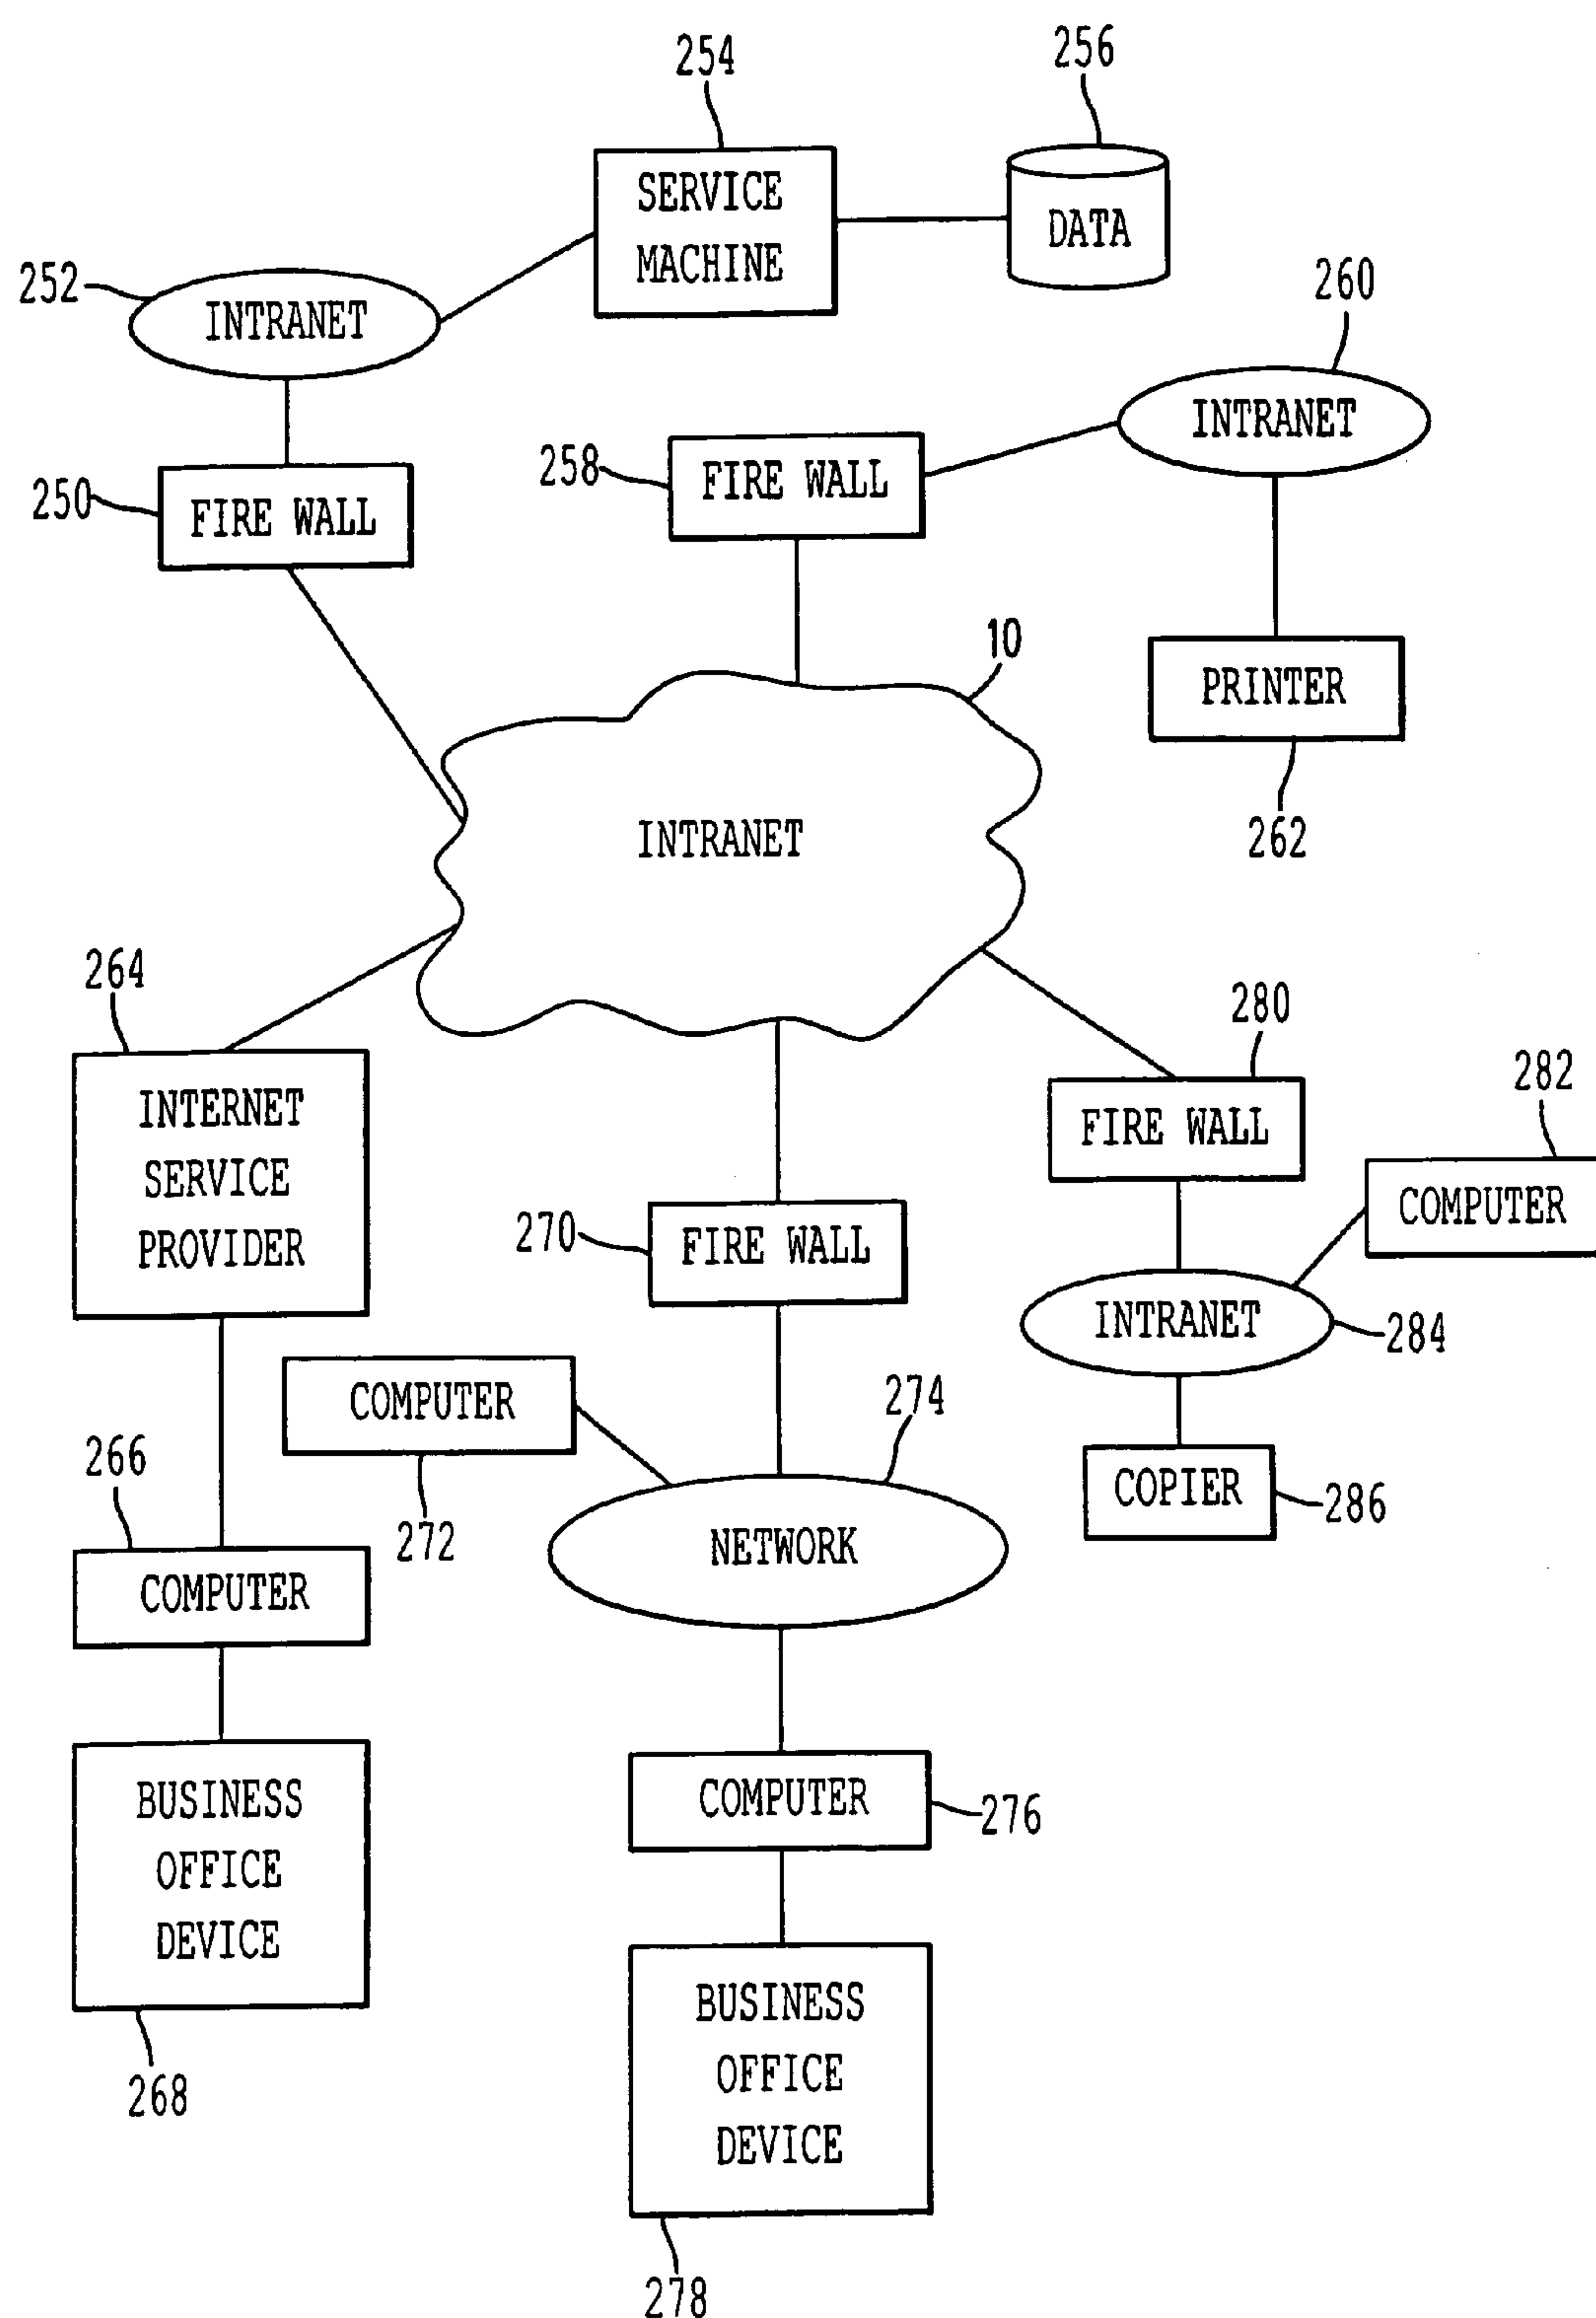 254
256
SERVICE
MACHINE
DATA
252
INTRANET
260
INTRANET
258
FIRE WALL
250
FIRE WALL
10
PRINTER
262
INTRANET
264
INTERNET
SERVICE
PROVIDER
280
FIRE WALL
282
COMPUTER
270
FIRE WALL
INTRANET
284
COMPUTER
272
274
266
COMPUTER
NETWORK
COPIER
286
BUSINESS
OFFICE
DEVICE
268
COMPUTER
276
BUSINESS
OFFICE
DEVICE
278